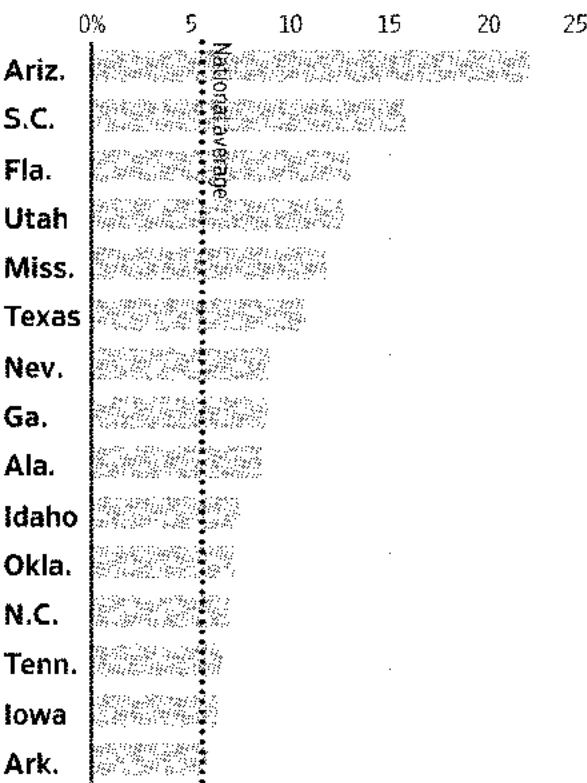 0% 5 10 15 20 25
National average
Ariz.
S.C.
Fla.
Utah
Miss.
Texas
Nev.
Ga.
Ala.
Idaho
Okla.
N.C.
Tenn.
Iowa
Ark.